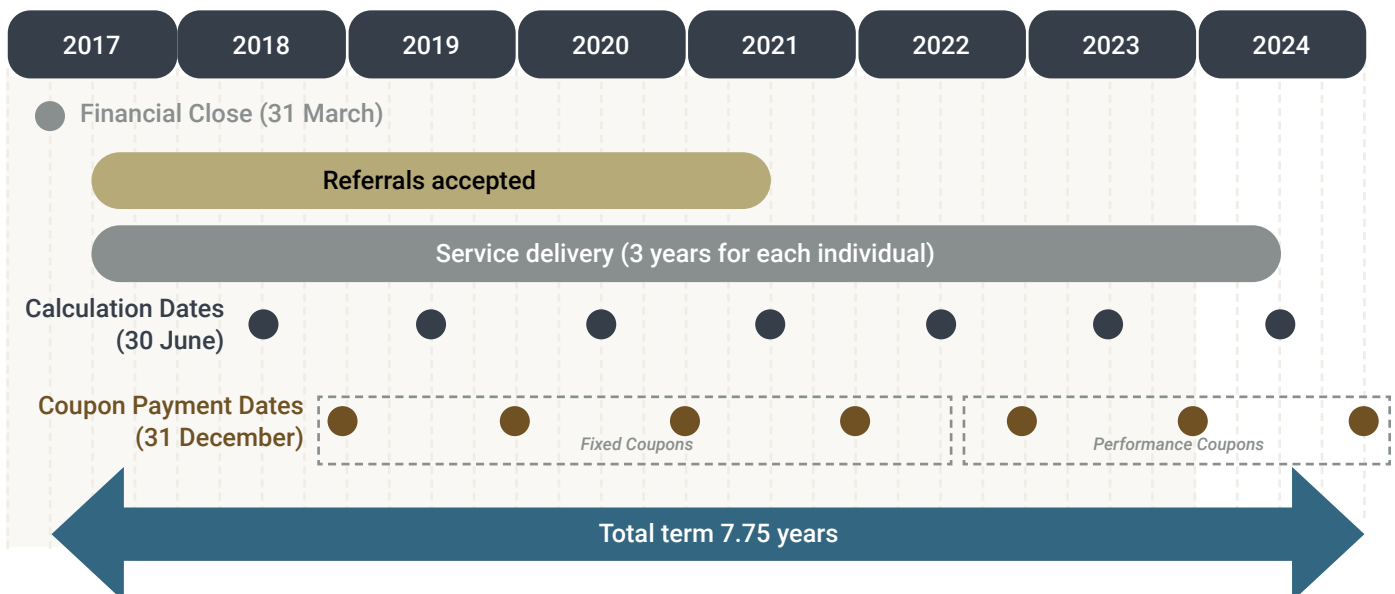 2017 2018 2019 2020 2021 2022 2023 2024
Financial Close (31 March)
Referrals accepted
Service delivery (3 years for each individual)
Calculation Dates
(30 June)
Coupon Payment Dates
(31 December)
Fixed Coupons
Performance Coupons
Total term 7.75 years